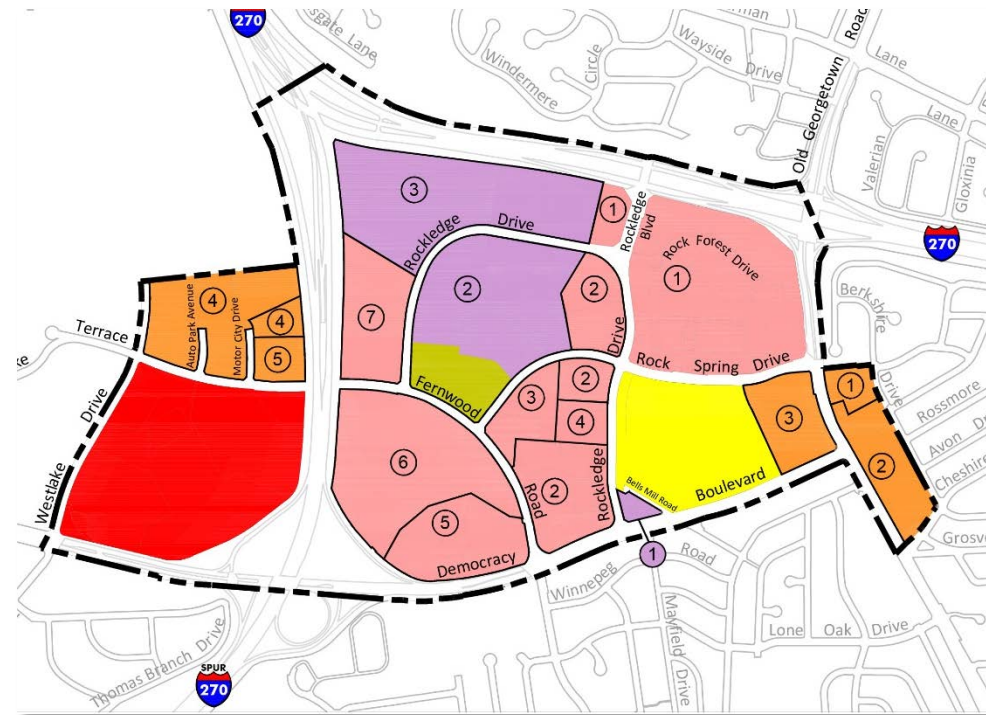 270
Windermere
Circle
Wayside Drive
Lane
Old Georgetown Road
Lane
Valerian
Gloxinia
3
1
Rockledge Blvd
270
Rockledge Drive
Rock Forest Drive
1
2
2
Berkshire
4
4
Auto Park Avenue
Motor City Drive
5
7
Terrace
Drive
Rock Spring Drive
Fernwood
3
2
4
1
Drive
Rossmore
3
2
Avon
Westlake Drive
6
Road
2
Rockledge
Bells Mill Road
Boulevard
Cheshire
5
Democracy
1
Winnepeg Road
Mayfield Drive
Lone Oak Drive
Thomas Branch Drive
SPUR
270